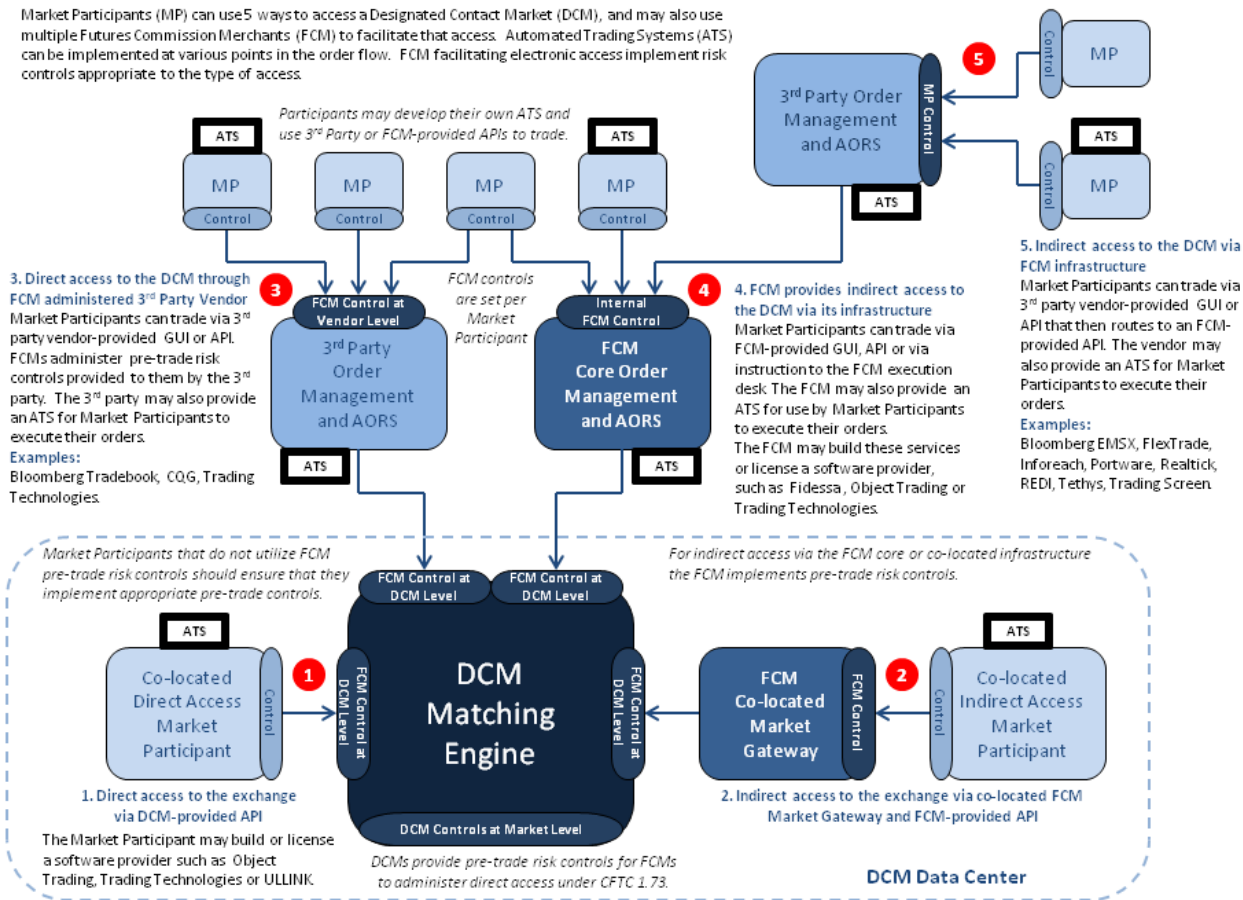 Market Participants (MP) can use 5 ways to access a Designated Contact Market (DCM), and may also use
multiple Futures Commission Merchants (FCM) to facilitate that access. Automated Trading Systems (ATS)
can be implemented at various points in the order flow. FCM facilitating electronic access implement risk
controls appropriate to the type of access.
Participants may develop their own ATS and
use 3rd Party or FCM-provided APIs to trade.
ATS
MP
Control
MP
Control
MP
Control
ATS
MP
Control
3rd Party Order
Management
and AORS
MP Control
ATS
5
Control
MP
ATS
Control
MP
3. Direct access to the DCM through
FCM administered 3rd Party Vendor
Market Participants can trade via 3rd
party vendor-provided GUI or API.
FCMs administer pre-trade risk
controls provided to them by the 3rd
party. The 3rd party may also provide
an ATS for Market Participants to
execute their orders.
Examples:
Bloomberg Tradebook, CQG, Trading
Technologies.
3
FCM Control at
Vendor Level
3rd Party
Order
Management
and AORS
ATS
FCM controls
are set per
Market
Participant
4
Internal
FCM Control
FCM
Core Order
Management
and AORS
ATS
4. FCM provides indirect access to
the DCM via its infrastructure
Market Participants can trade via
FCM-provided GUI, API or via
instruction to the FCM execution
desk. The FCM may also provide an
ATS for use by Market Participants
to execute their orders.
The FCM may build these services
or license a software provider,
such as Fidessa, Object Trading or
Trading Technologies.
5. Indirect access to the DCM via
FCM infrastructure
Market Participants can trade via
3rd party vendor-provided GUI or
API that then routes to an FCM-
provided API. The vendor may
also provide an ATS for Market
Participants to execute their
orders.
Examples:
Bloomberg EMSX, FlexTrade,
Inforeach, Portware, Realtick,
REDI, Tethys, Trading Screen.
Market Participants that do not utilize FCM
pre-trade risk controls should ensure that they
implement appropriate pre-trade controls.
For indirect access via the FCM core or co-located infrastructure
the FCM implements pre-trade risk controls.
FCM Control at
DCM Level
FCM Control at
DCM Level
ATS
Co-located
Direct Access
Market
Participant
Control
1
FCM Control at
DCM Level
DCM
Matching
Engine
FCM Control at
DCM Level
FCM
Co-located
Market
Gateway
FCM Control
2
ATS
Control
Co-located
Indirect Access
Market
Participant
1. Direct access to the exchange
via DCM-provided API
The Market Participant may build or license
a software provider such as Object
Trading, Trading Technologies or ULLINK.
DCM Controls at Market Level
DCMs provide pre-trade risk controls for FCMs
to administer direct access under CFTC 1.73.
2. Indirect access to the exchange via co-located FCM
Market Gateway and FCM-provided API
DCM Data Center